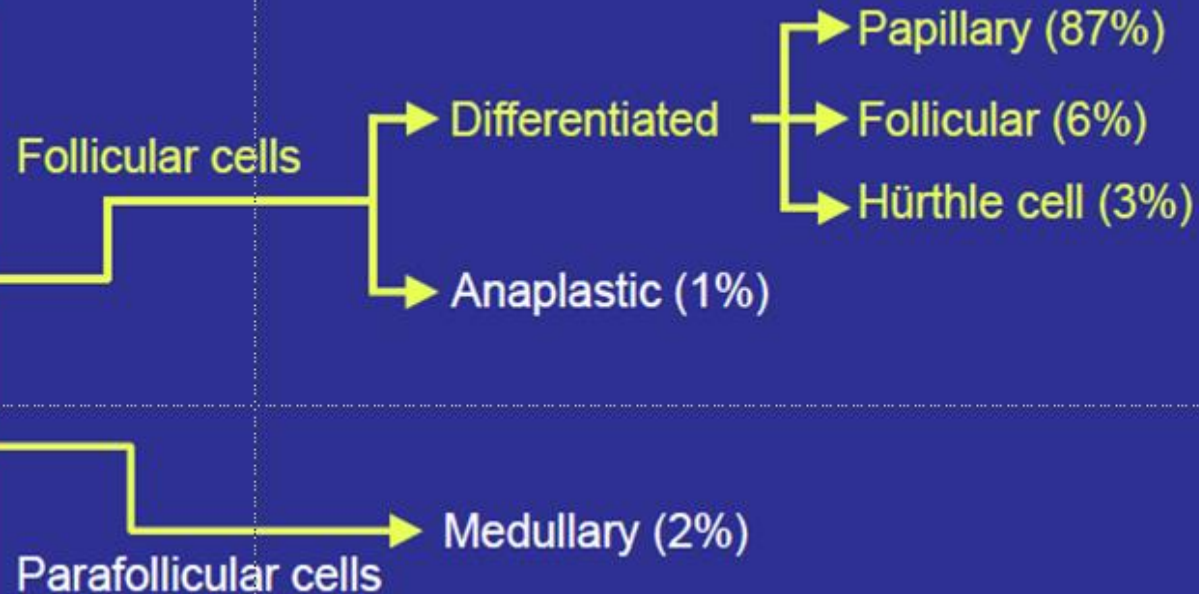 Papillary (87%)
Differentiated
Follicular (6%)
Follicular cells
Hürthle cell (3%)
Anaplastic (1%)
Medullary (2%)
Parafollicular cells